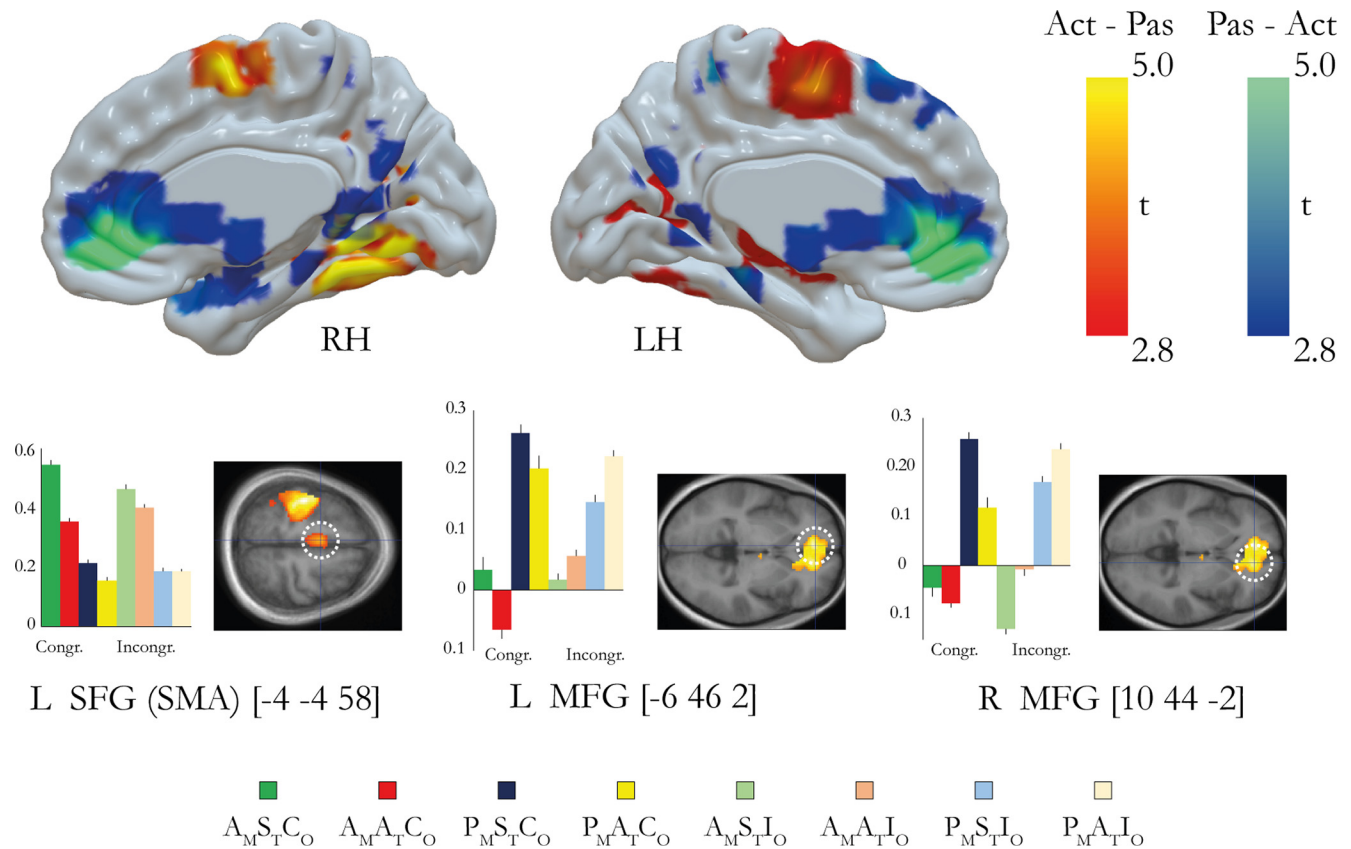 Act - Pas Pas - Act
5.0 5.0
t t
2.8 2.8
RH LH
0.6
0.4
0.2
0
Congr. Incongr.
L SFG (SMA) [-4 -4 58]
0.3
0.2
0.1
0
0.1
Congr. Incongr.
L MFG [-6 46 2]
0.3
0.20
0.1
0
0.1
Congr. Incongr.
R MFG [10 44 -2]
AMSTCO AMATCO PMSTCO PMATCO AMSTIO AMATIO PMSTIO PMATIO